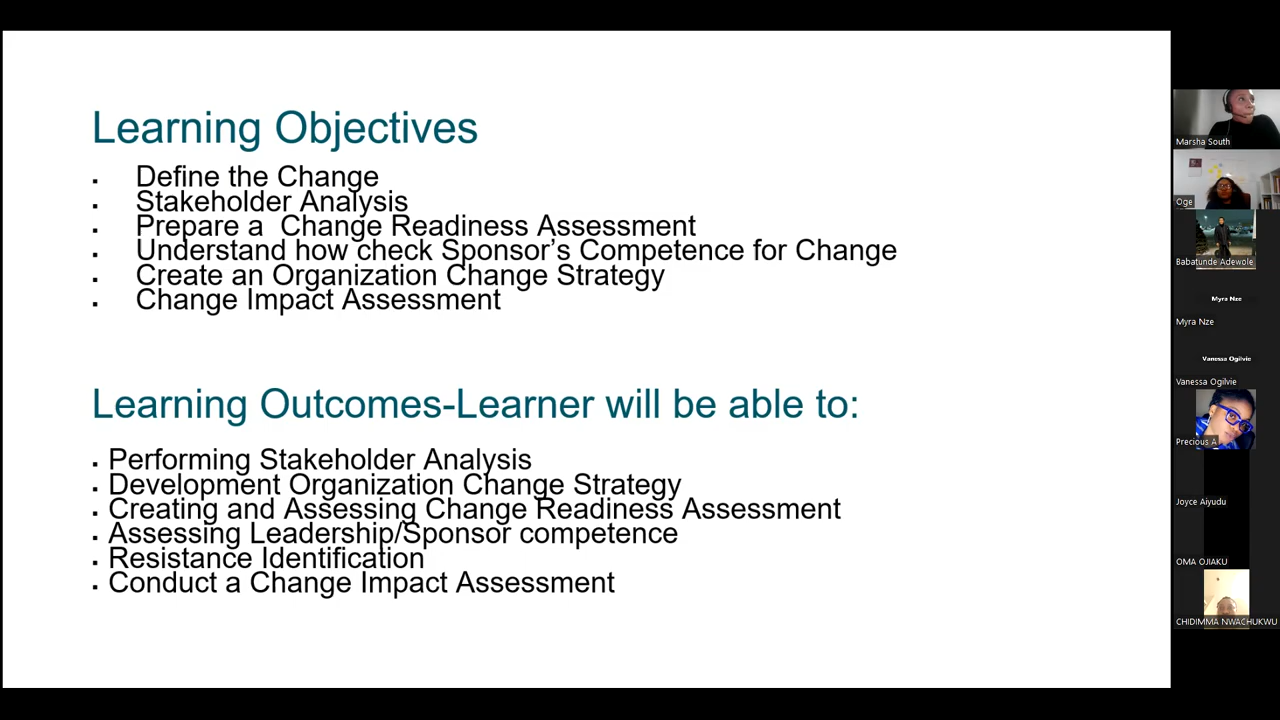 Learning Objectives
▪ Define the Change
▪ Stakeholder Analysis
▪ Prepare a  Change Readiness Assessment
▪ Understand how check Sponsor’s Competence for Change
▪ Create an Organization Change Strategy
▪ Change Impact Assessment
Learning Outcomes-Learner will be able to:
▪ Performing Stakeholder Analysis
▪ Development Organization Change Strategy
▪ Creating and Assessing Change Readiness Assessment
▪ Assessing Leadership/Sponsor competence
▪ Resistance Identification
▪ Conduct a Change Impact Assessment
Marsha South
Oge
Babatunde Adewole
Myra Nze
Myra Nze
Vanessa Ogilvie
Vanessa Ogilvie
Precious A
Joyce Aiyudu
OMA OJIAKU
CHIDIMMA NWACHUKWU